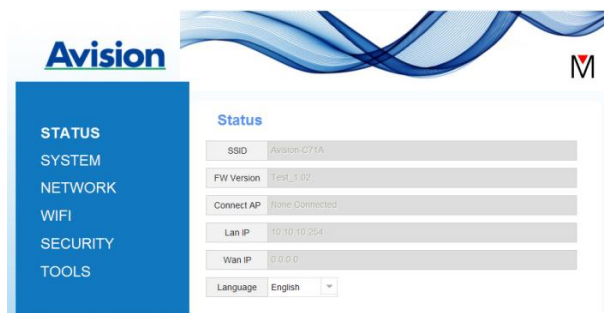 Avision
M
STATUS
SYSTEM
NETWORK
WIFI
SECURITY
TOOLS
Status
SSID Avision-C71A
FW Version Test_1.02
Connect AP None Connected
Lan IP 10.10.10.254
Wan IP 0.0.0.0
Language English